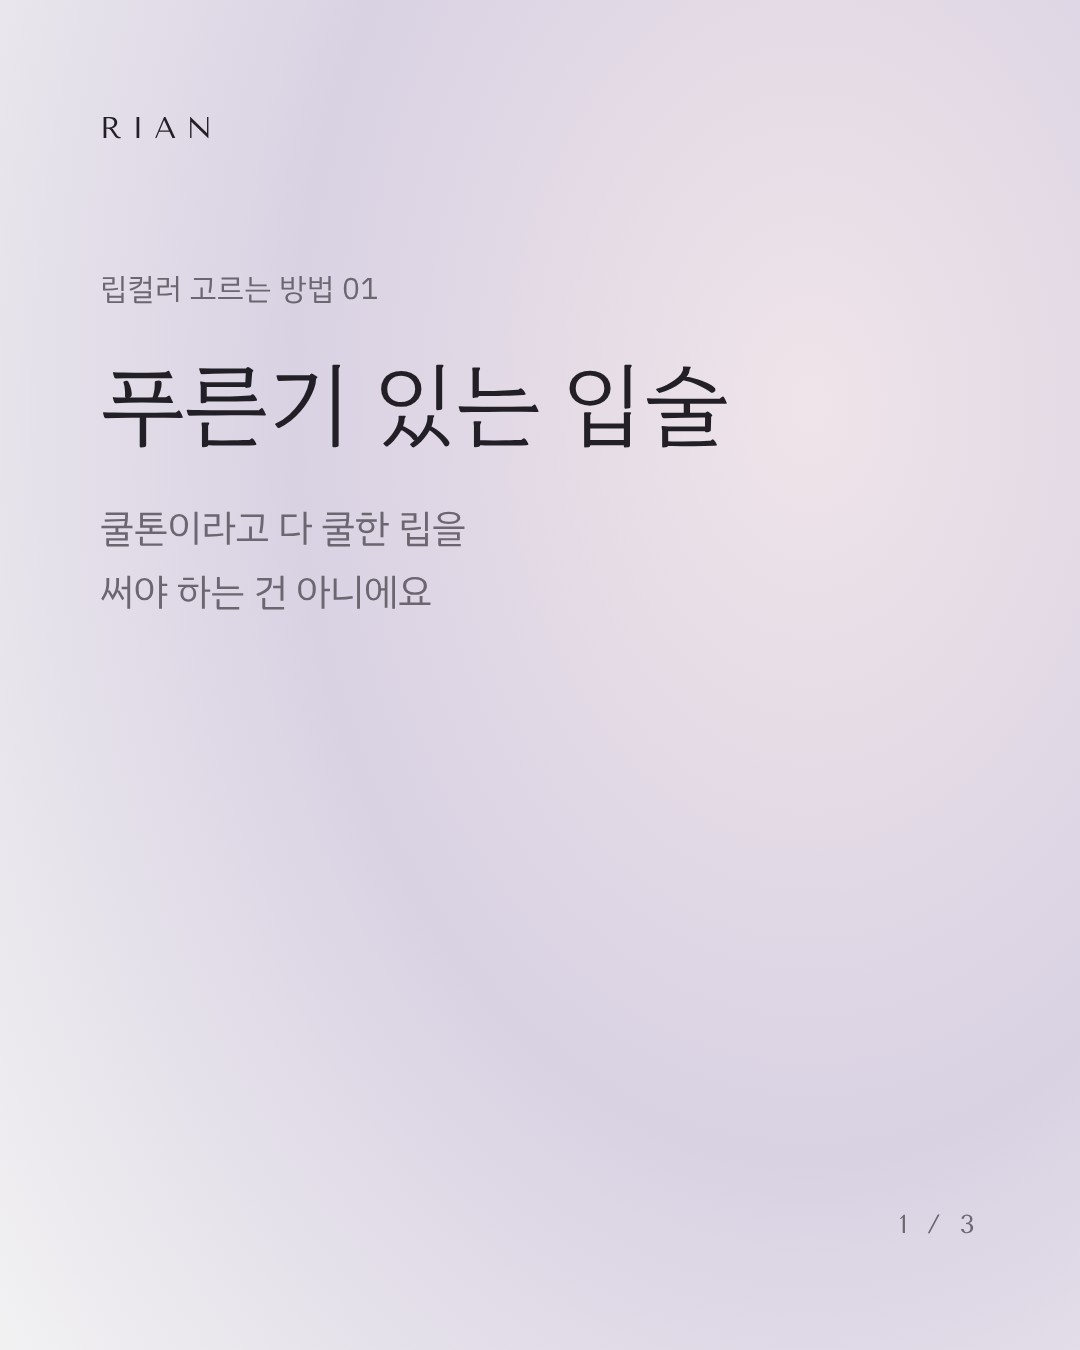 RIAN
립컬러 고르는 방법 01
푸른기 있는 입술
쿨톤이라고 다 쿨한 립을
써야 하는 건 아니에요
1 / 3